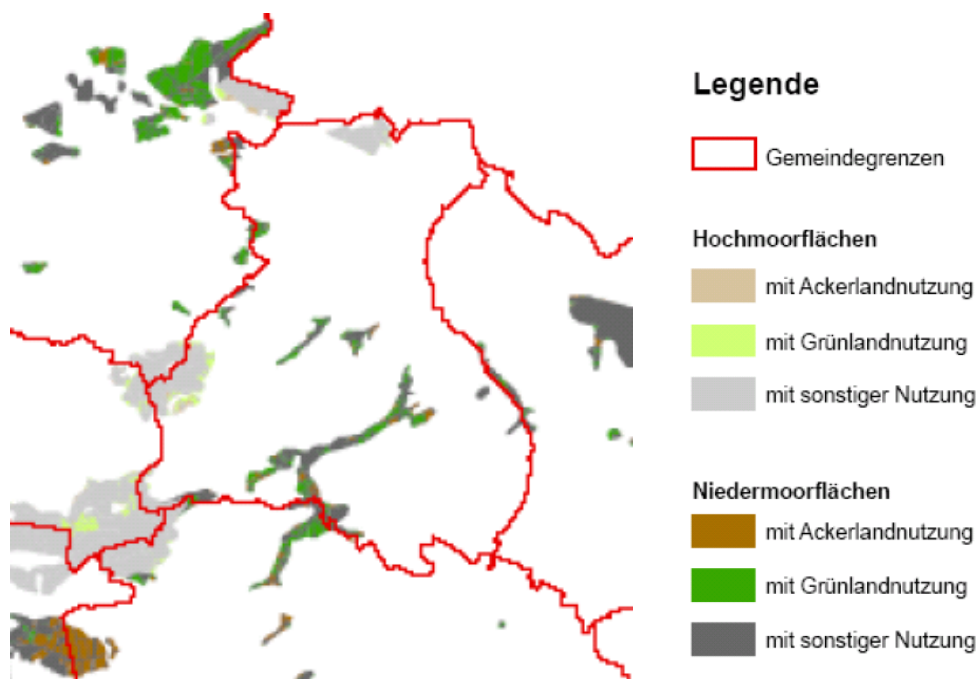 Legende
Gemeindegrenzen
Hochmoorflächen
mit Ackerlandnutzung
mit Grünlandnutzung
mit sonstiger Nutzung
Niedermoorflächen
mit Ackerlandnutzung
mit Grünlandnutzung
mit sonstiger Nutzung